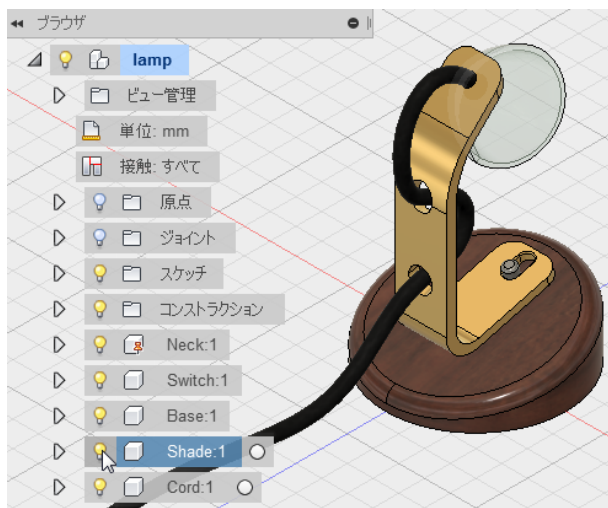 ブラウザ
lamp
ビュー管理
単位: mm
接触: すべて
原点
ジョイント
スケッチ
コンストラクション
Neck:1
Switch:1
Base:1
Shade:1
Cord:1